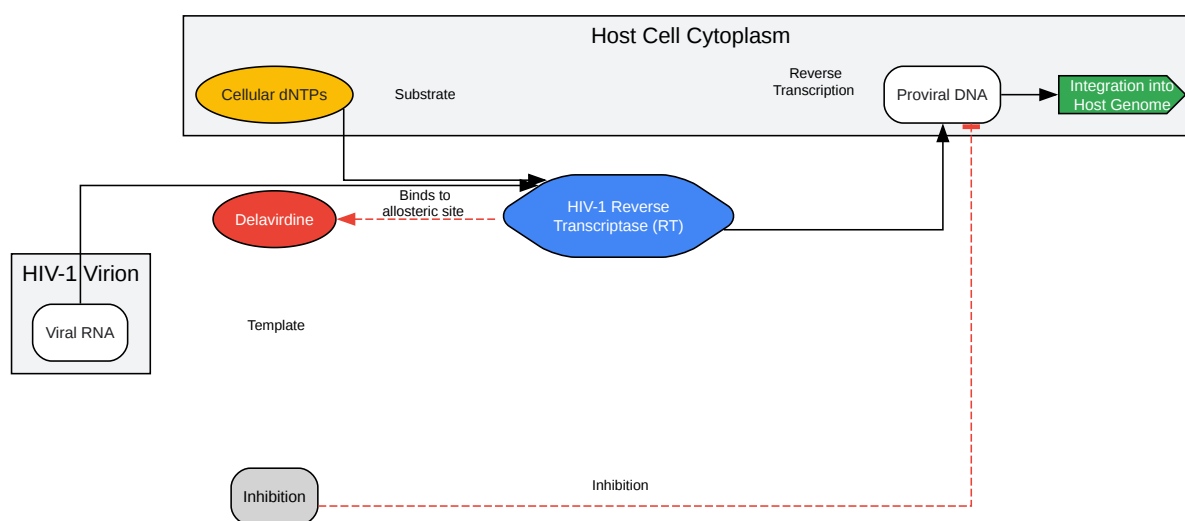 Host Cell Cytoplasm
Cellular dNTPs
Substrate
Reverse
Transcription
Proviral DNA
Integration into
Host Genome
Binds to
allosteric site
Delavirdine
HIV-1 Reverse
Transcriptase (RT)
HIV-1 Virion
Viral RNA
Template
Inhibition
Inhibition